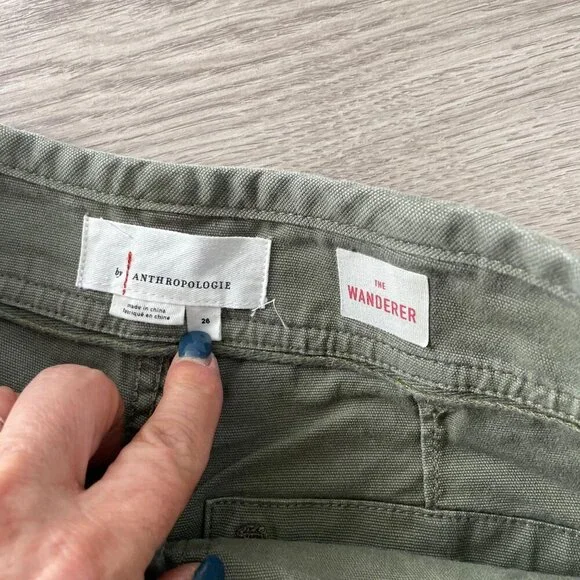 by ANTHROPOLOGIE
made in china
fabriqué en chine
26
THE
WANDERER